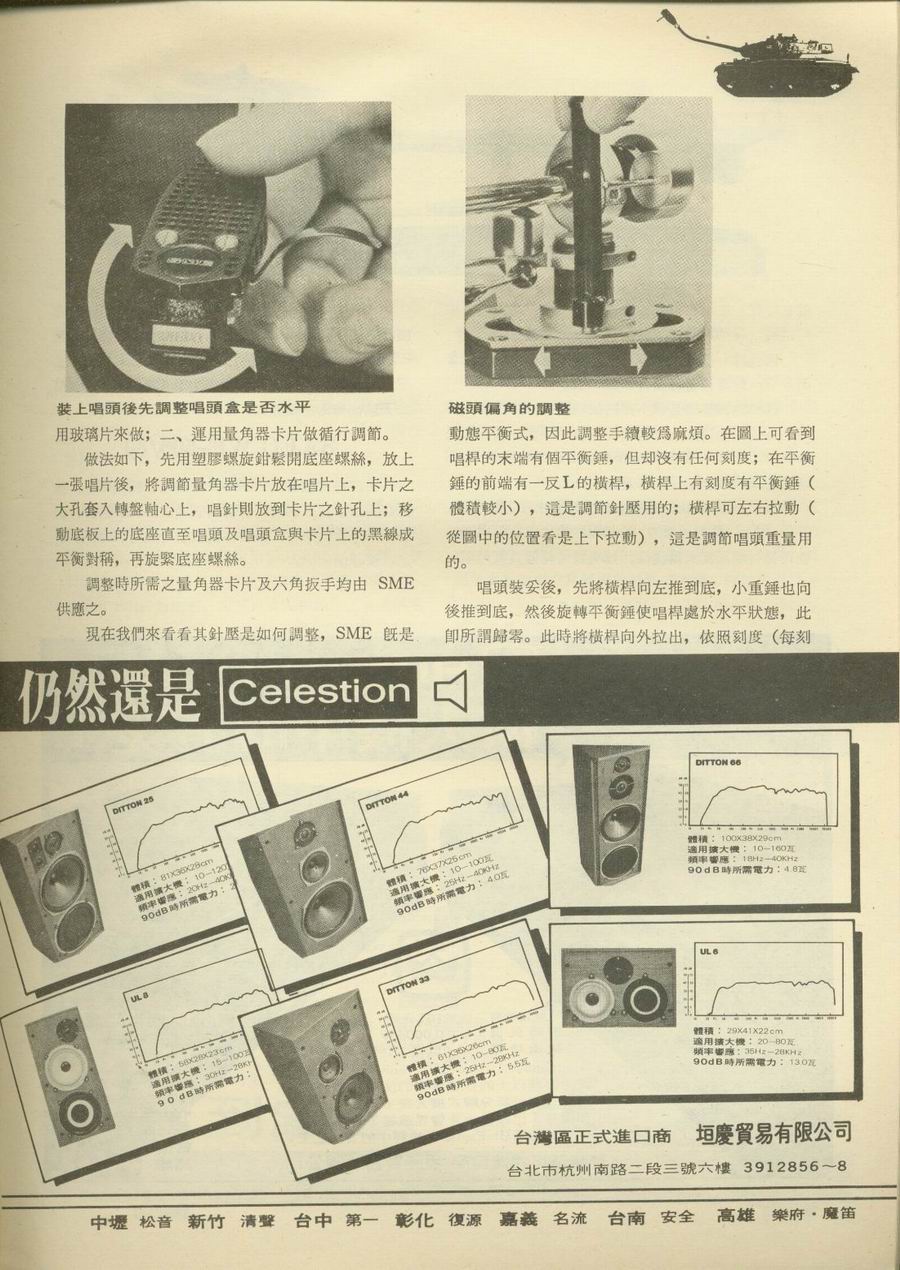 裝上唱頭後先調整唱頭盒是否水平
用玻璃片來做；二、運用量角器卡片做循行調節。
做法如下，先用塑膠螺旋鉗鬆開底座螺絲，放上
一張唱片後，將調節量角器卡片放在唱片上，卡片之
大孔套入轉盤軸心上，唱針則放到卡片之針孔上；移
動底板上的底座直至唱頭及唱頭盒與卡片上的黑線成
平衡對稱，再旋緊底座螺絲。
調整時所需之量角器卡片及六角扳手均由 SME
供應之。
現在我們來看看其針壓是如何調整，SME 既是
磁頭偏角的調整
動態平衡式，因此調整手續較爲麻煩。在圖上可看到
唱桿的末端有個平衡錘，但却沒有任何刻度；在平衡
錘的前端有一反L的橫桿，橫桿上有刻度有平衡錘（
體積較小），這是調節針壓用的；橫桿可左右拉動（
從圖中的位置看是上下拉動），這是調節唱頭重量用
的。
唱頭裝妥後，先將橫桿向左推到底，小重錘也向
後推到底，然後旋轉平衡錘使唱桿處於水平狀態，此
卽所謂歸零。此時將橫桿向外拉出，依照刻度（每刻
仍然還是 Celestion
DITTON 25
體積：81X36X28cm
適用擴大機：10—120
頻率響應：20Hz—40K
90dB時所需電力：
DITTON 44
體積：76X37X25cm
適用擴大機：10—100瓦
頻率響應：25Hz—40KHz
90dB時所需電力：4.0瓦
DITTON 66
體積：100X38X29cm
適用擴大機：10—160瓦
頻率響應：18Hz—40KHz
90dB時所需電力：4.8瓦
UL 8
體積：58X28X23cm
適用擴大機：15—100瓦
頻率響應：30Hz—28KH
90dB時所需電力：
DITTON 33
體積：61X36X26cm
適用擴大機：10—80瓦
頻率響應：25Hz—28KHz
90dB時所需電力：5.5瓦
UL 6
體積：29X41X22cm
適用擴大機：20—80瓦
頻率響應：35Hz—28KHz
90dB時所需電力：13.0瓦
台灣區正式進口商 垣慶貿易有限公司
台北市杭州南路二段三號六樓 3912856～8
中壢 松音 新竹 清聲 台中 第一 彰化 復源 嘉義 名流 台南 安全 高雄 樂府·魔笛